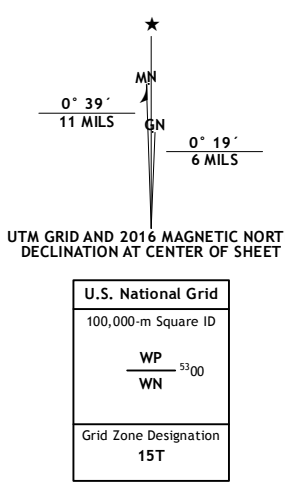 ★
MN
0° 39´
11 MILS
GN
0° 19´
6 MILS
UTM GRID AND 2016 MAGNETIC NORT
DECLINATION AT CENTER OF SHEET
U.S. National Grid
100,000-m Square ID
WP
5300
WN
Grid Zone Designation
15T